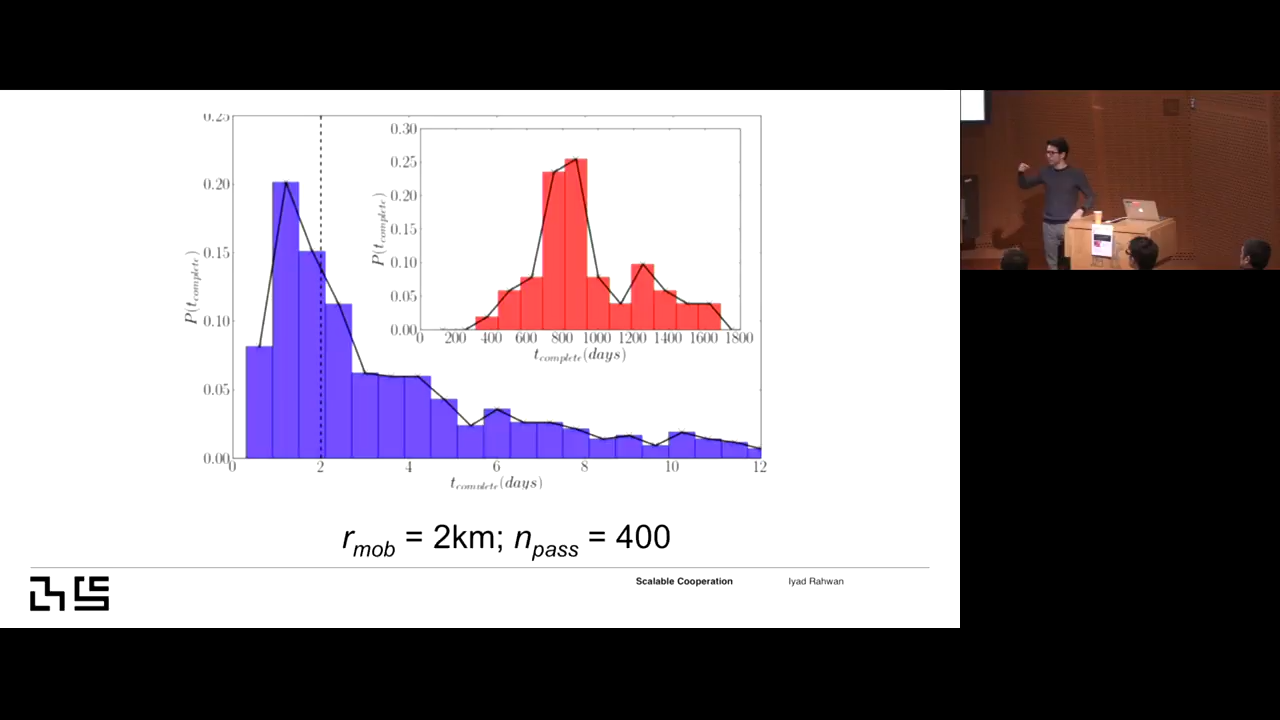 0.25
0.20
0.15
0.10
0.05
0.00
P(t_complete)
0 2 4 6 8 10 12
t_complete(days)
0.30
0.25
0.20
0.15
0.10
0.05
0.00
P(t_complete)
0 200 400 600 800 1000 1200 1400 1600 1800
t_complete(days)
r_mob = 2km; n_pass = 400
Scalable Cooperation Iyad Rahwan